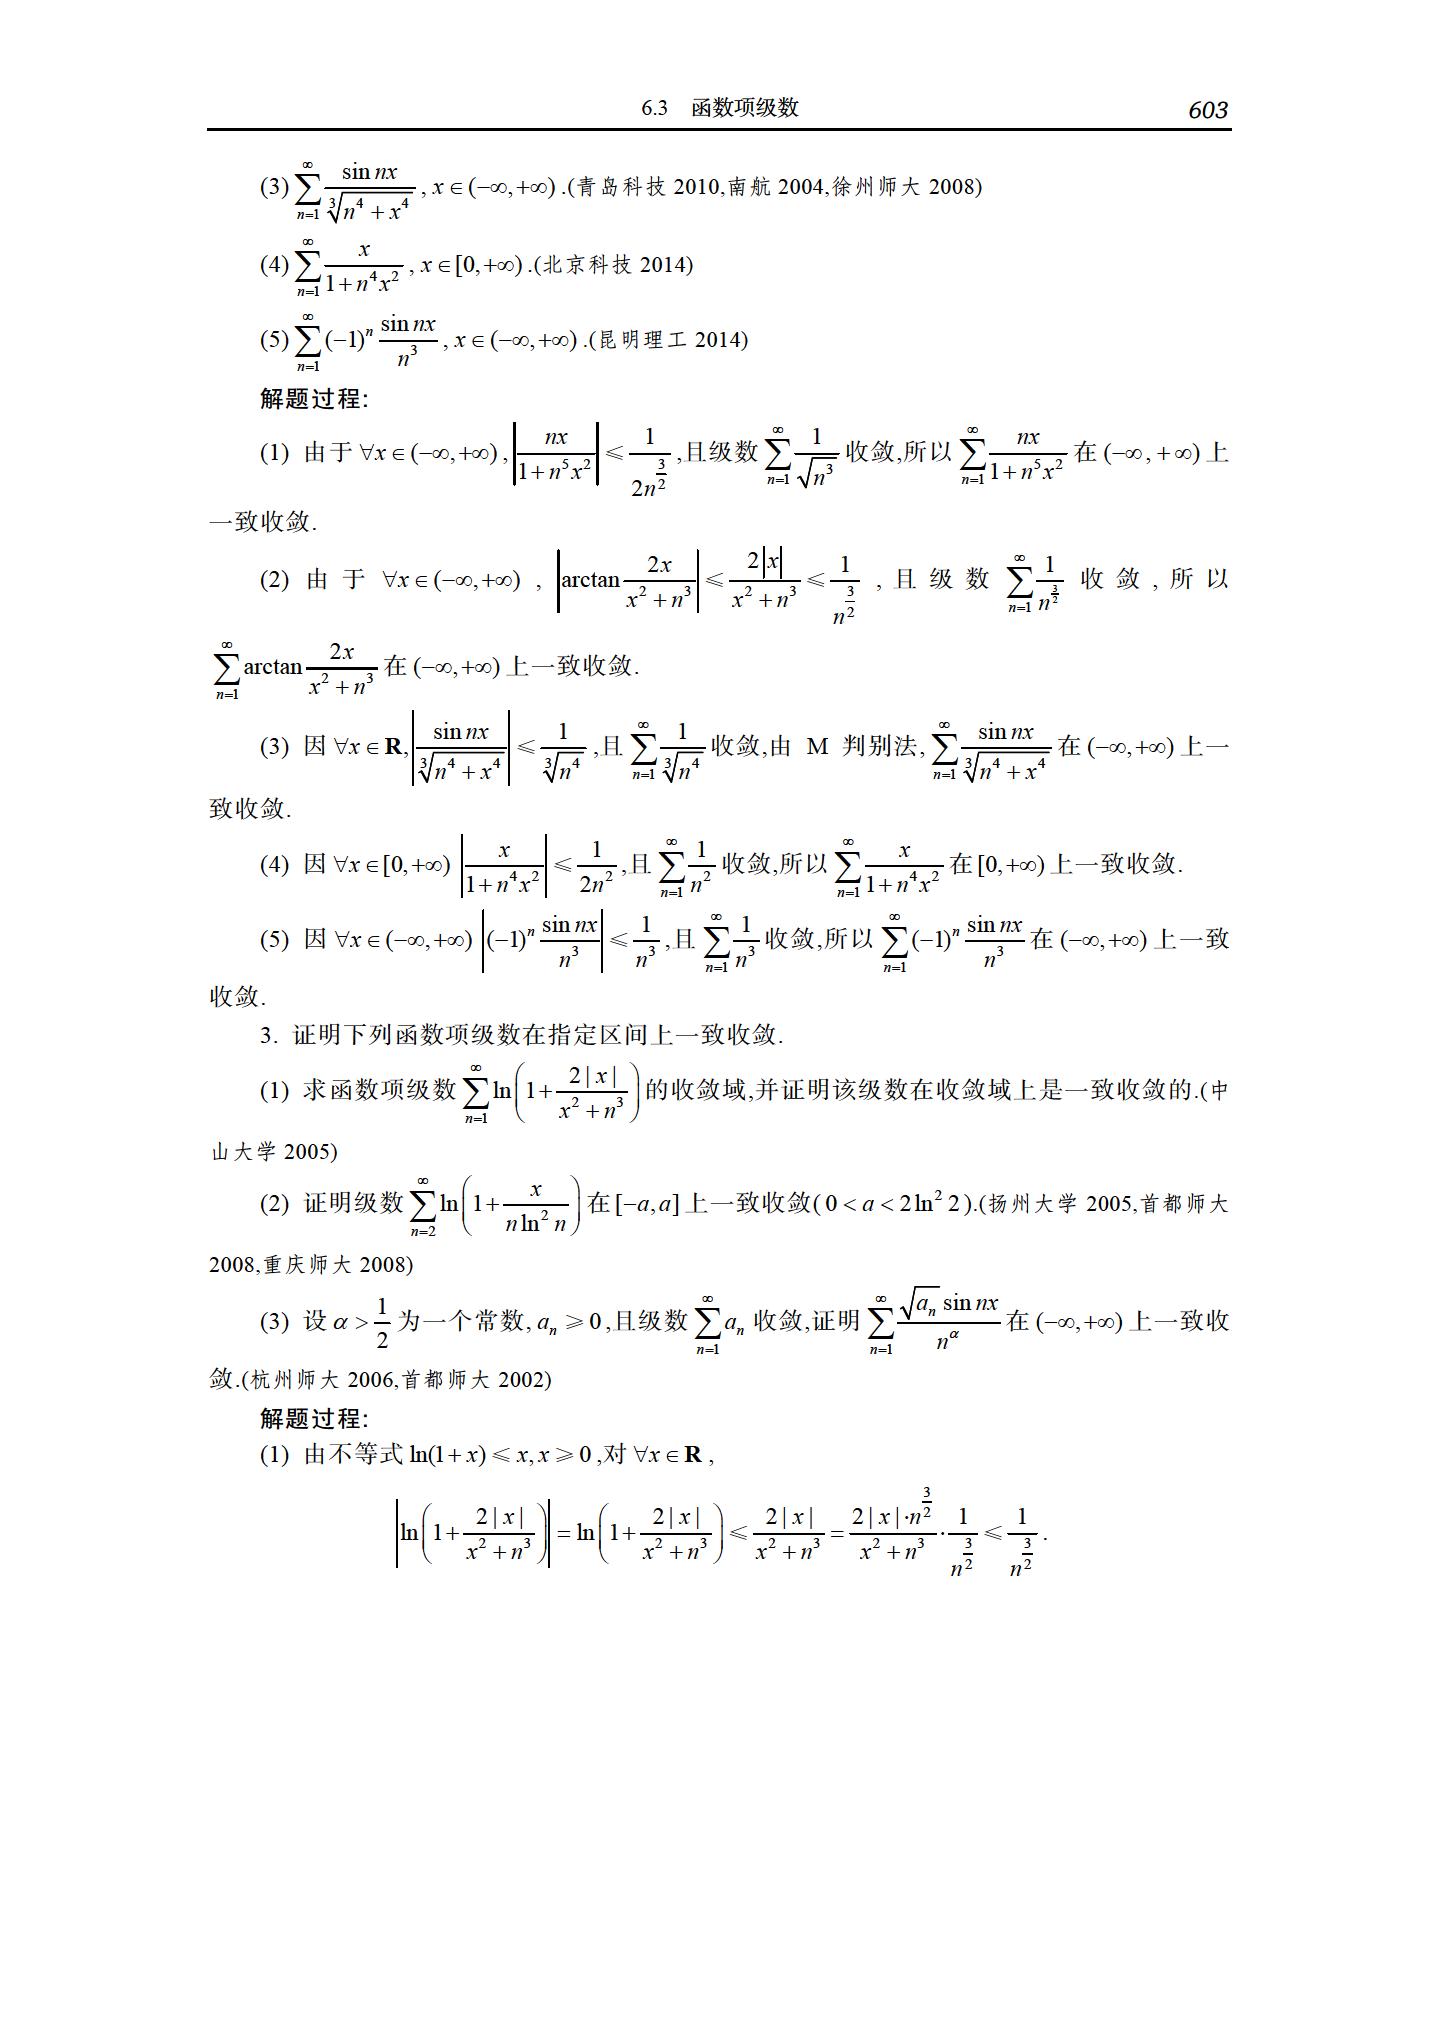 6.3 函数项级数 603
(3) $\sum_{n=1}^{\infty}\frac{\sin nx}{\sqrt[3]{n^4+x^4}}$, $x\in(-\infty,+\infty)$.(青岛科技 2010,南航 2004,徐州师大 2008)
(4) $\sum_{n=1}^{\infty}\frac{x}{1+n^4x^2}$, $x\in[0,+\infty)$.(北京科技 2014)
(5) $\sum_{n=1}^{\infty}(-1)^n\frac{\sin nx}{n^3}$, $x\in(-\infty,+\infty)$.(昆明理工 2014)
解题过程:
(1) 由于 $\forall x\in(-\infty,+\infty)$, $\left|\frac{nx}{1+n^5x^2}\right|\leqslant\frac{1}{2n^{\frac{3}{2}}}$,且级数 $\sum_{n=1}^{\infty}\frac{1}{\sqrt{n^3}}$ 收敛,所以 $\sum_{n=1}^{\infty}\frac{nx}{1+n^5x^2}$ 在 $(-\infty,+\infty)$ 上
一致收敛.
(2) 由于 $\forall x\in(-\infty,+\infty)$, $\left|\arctan\frac{2x}{x^2+n^3}\right|\leqslant\frac{2|x|}{x^2+n^3}\leqslant\frac{1}{n^{\frac{3}{2}}}$,且级数 $\sum_{n=1}^{\infty}\frac{1}{n^{\frac{3}{2}}}$ 收敛,所以
$\sum_{n=1}^{\infty}\arctan\frac{2x}{x^2+n^3}$ 在 $(-\infty,+\infty)$ 上一致收敛.
(3) 因 $\forall x\in\mathbf{R}$, $\left|\frac{\sin nx}{\sqrt[3]{n^4+x^4}}\right|\leqslant\frac{1}{\sqrt[3]{n^4}}$,且 $\sum_{n=1}^{\infty}\frac{1}{\sqrt[3]{n^4}}$ 收敛,由 M 判别法, $\sum_{n=1}^{\infty}\frac{\sin nx}{\sqrt[3]{n^4+x^4}}$ 在 $(-\infty,+\infty)$ 上一
致收敛.
(4) 因 $\forall x\in[0,+\infty)$ $\left|\frac{x}{1+n^4x^2}\right|\leqslant\frac{1}{2n^2}$,且 $\sum_{n=1}^{\infty}\frac{1}{n^2}$ 收敛,所以 $\sum_{n=1}^{\infty}\frac{x}{1+n^4x^2}$ 在 $[0,+\infty)$ 上一致收敛.
(5) 因 $\forall x\in(-\infty,+\infty)$ $\left|(-1)^n\frac{\sin nx}{n^3}\right|\leqslant\frac{1}{n^3}$,且 $\sum_{n=1}^{\infty}\frac{1}{n^3}$ 收敛,所以 $\sum_{n=1}^{\infty}(-1)^n\frac{\sin nx}{n^3}$ 在 $(-\infty,+\infty)$ 上一致
收敛.
3. 证明下列函数项级数在指定区间上一致收敛.
(1) 求函数项级数 $\sum_{n=1}^{\infty}\ln\left(1+\frac{2|x|}{x^2+n^3}\right)$ 的收敛域,并证明该级数在收敛域上是一致收敛的.(中
山大学 2005)
(2) 证明级数 $\sum_{n=2}^{\infty}\ln\left(1+\frac{x}{n\ln^2 n}\right)$ 在 $[-a,a]$ 上一致收敛( $0<a<2\ln^2 2$ ).(扬州大学 2005,首都师大
2008,重庆师大 2008)
(3) 设 $\alpha>\frac{1}{2}$ 为一个常数, $a_n\geqslant 0$,且级数 $\sum_{n=1}^{\infty}a_n$ 收敛,证明 $\sum_{n=1}^{\infty}\frac{\sqrt{a_n}\sin nx}{n^{\alpha}}$ 在 $(-\infty,+\infty)$ 上一致收
敛.(杭州师大 2006,首都师大 2002)
解题过程:
(1) 由不等式 $\ln(1+x)\leqslant x,x\geqslant 0$,对 $\forall x\in\mathbf{R}$,
$\left|\ln\left(1+\frac{2|x|}{x^2+n^3}\right)\right|=\ln\left(1+\frac{2|x|}{x^2+n^3}\right)\leqslant\frac{2|x|}{x^2+n^3}=\frac{2|x|\cdot n^{\frac{3}{2}}}{x^2+n^3}\cdot\frac{1}{n^{\frac{3}{2}}}\leqslant\frac{1}{n^{\frac{3}{2}}}$.